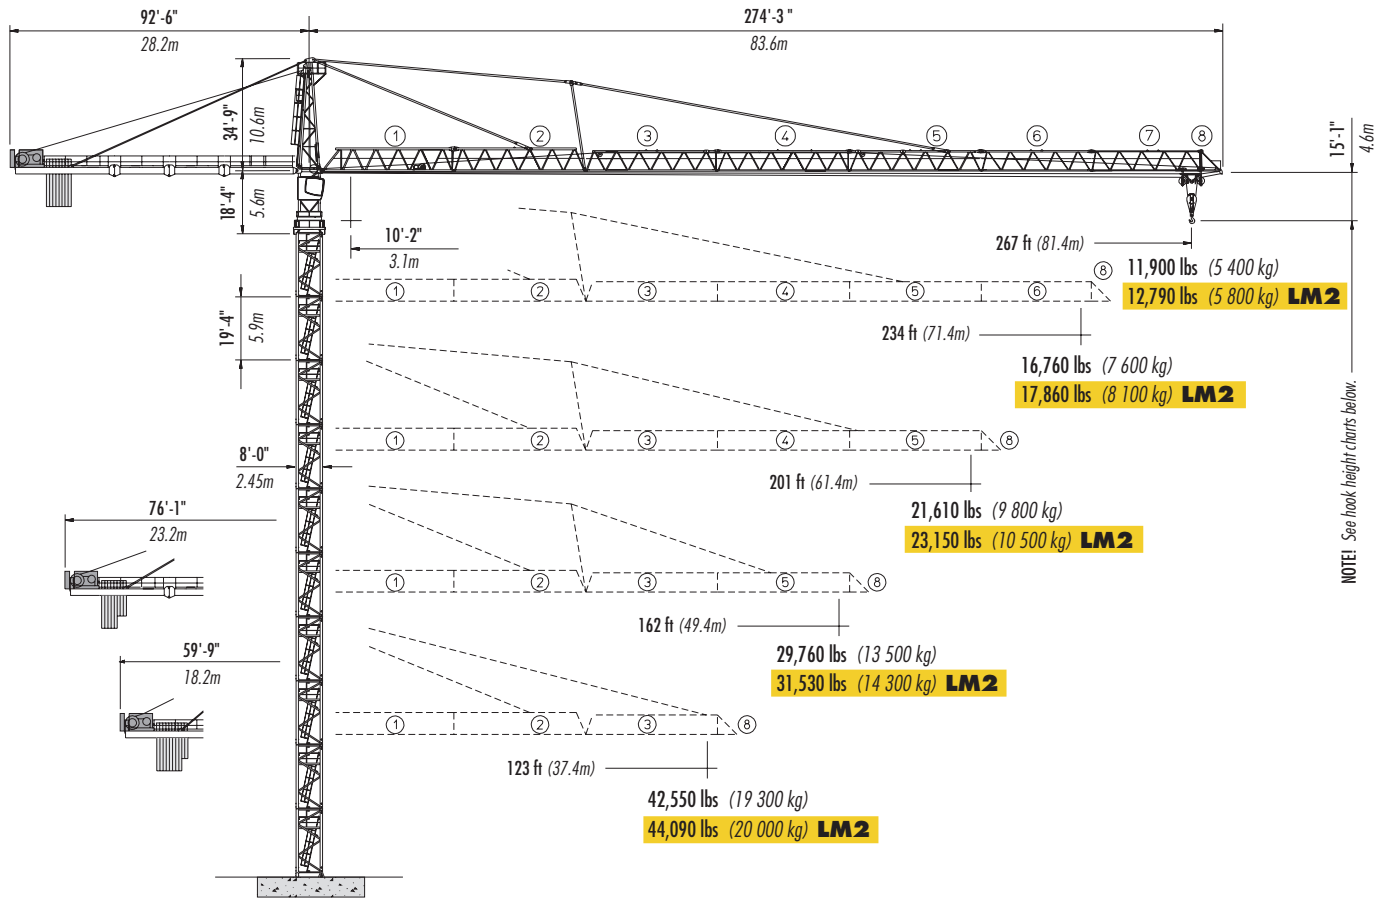 92'-6"
28.2m
274'-3 "
83.6m
34'-9"
10.6m
15'-1"
4.6m
1 2 3 4 5 6 7 8
18'-4"
5.6m
10'-2"
3.1m
267 ft (81.4m)
11,900 lbs (5 400 kg)
12,790 lbs (5 800 kg) LM2
1 2 3 4 5 6 8
19'-4"
5.9m
234 ft (71.4m)
16,760 lbs (7 600 kg)
17,860 lbs (8 100 kg) LM2
NOTE! See hook height charts below.
1 2 3 4 5 8
8'-0"
2.45m
201 ft (61.4m)
21,610 lbs (9 800 kg)
23,150 lbs (10 500 kg) LM2
76'-1"
23.2m
1 2 3 5 8
162 ft (49.4m)
29,760 lbs (13 500 kg)
31,530 lbs (14 300 kg) LM2
59'-9"
18.2m
1 2 3 8
123 ft (37.4m)
42,550 lbs (19 300 kg)
44,090 lbs (20 000 kg) LM2